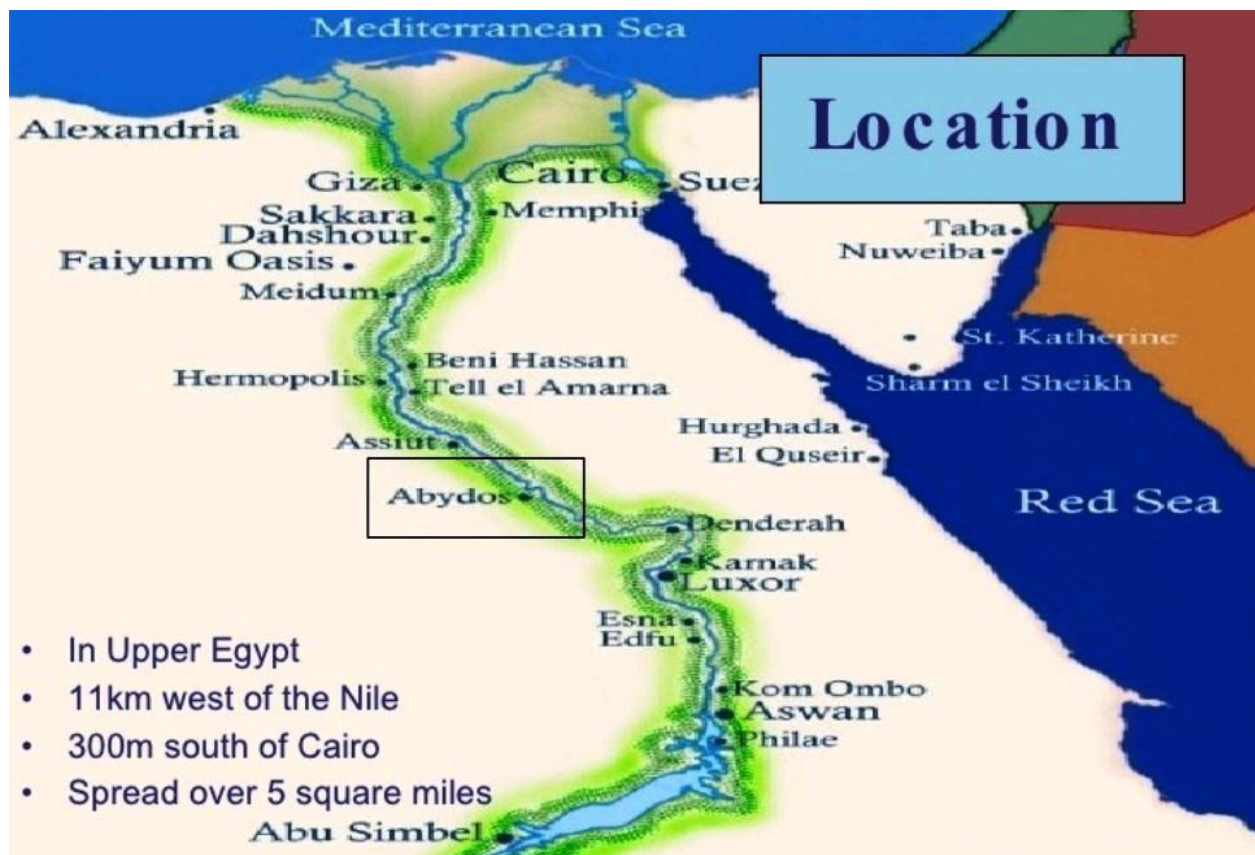 Mediterranean Sea
Location
Alexandria
Giza
Cairo
Suez
Sakkara
Memphis
Dahshour
Taba
Faiyum Oasis
Nuweiba
Meidum
St. Katherine
Beni Hassan
Hermopolis
Tell el Amarna
Sharm el Sheikh
Hurghada
Assiut
El Quseir
Abydos
Red Sea
Denderah
Karnak
Luxor
Esna
Edfu
• In Upper Egypt
• 11km west of the Nile
• 300m south of Cairo
• Spread over 5 square miles
Kom Ombo
Aswan
Philae
Abu Simbel